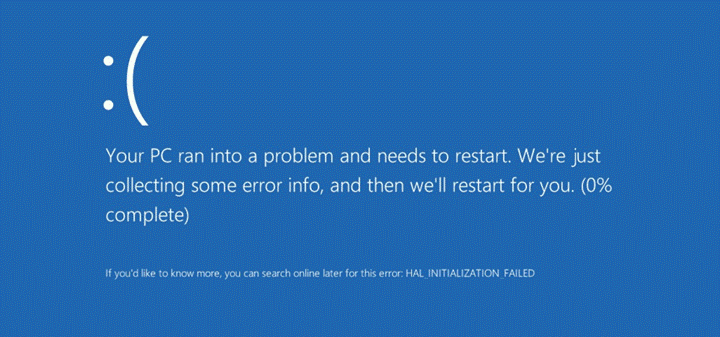 :(
Your PC ran into a problem and needs to restart. We're just
collecting some error info, and then we'll restart for you. (0%
complete)
If you'd like to know more, you can search online later for this error: HAL_INITIALIZATION_FAILED